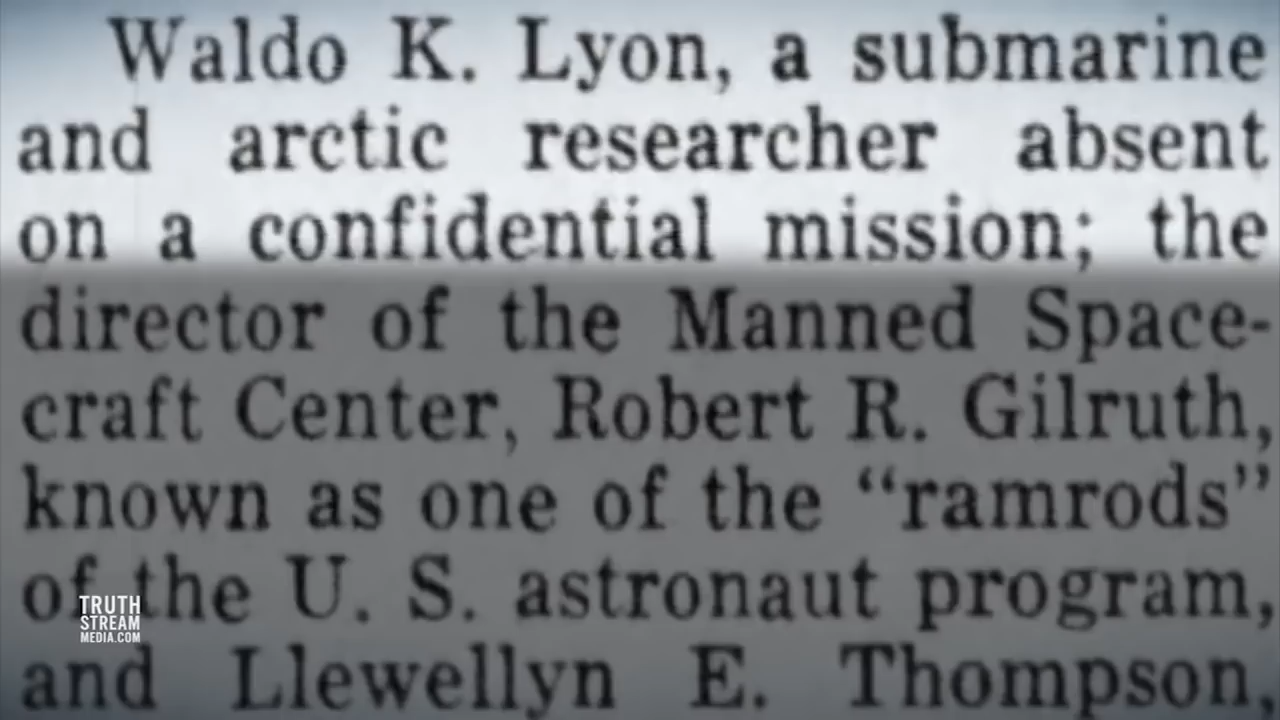 Waldo K. Lyon, a submarine
and arctic researcher absent
on a confidential mission; the
director of the Manned Space-
craft Center, Robert R. Gilruth,
known as one of the “ramrods”
of the U. S. astronaut program,
and Llewellyn E. Thompson,
TRUTH
STREAM
MEDIA.COM